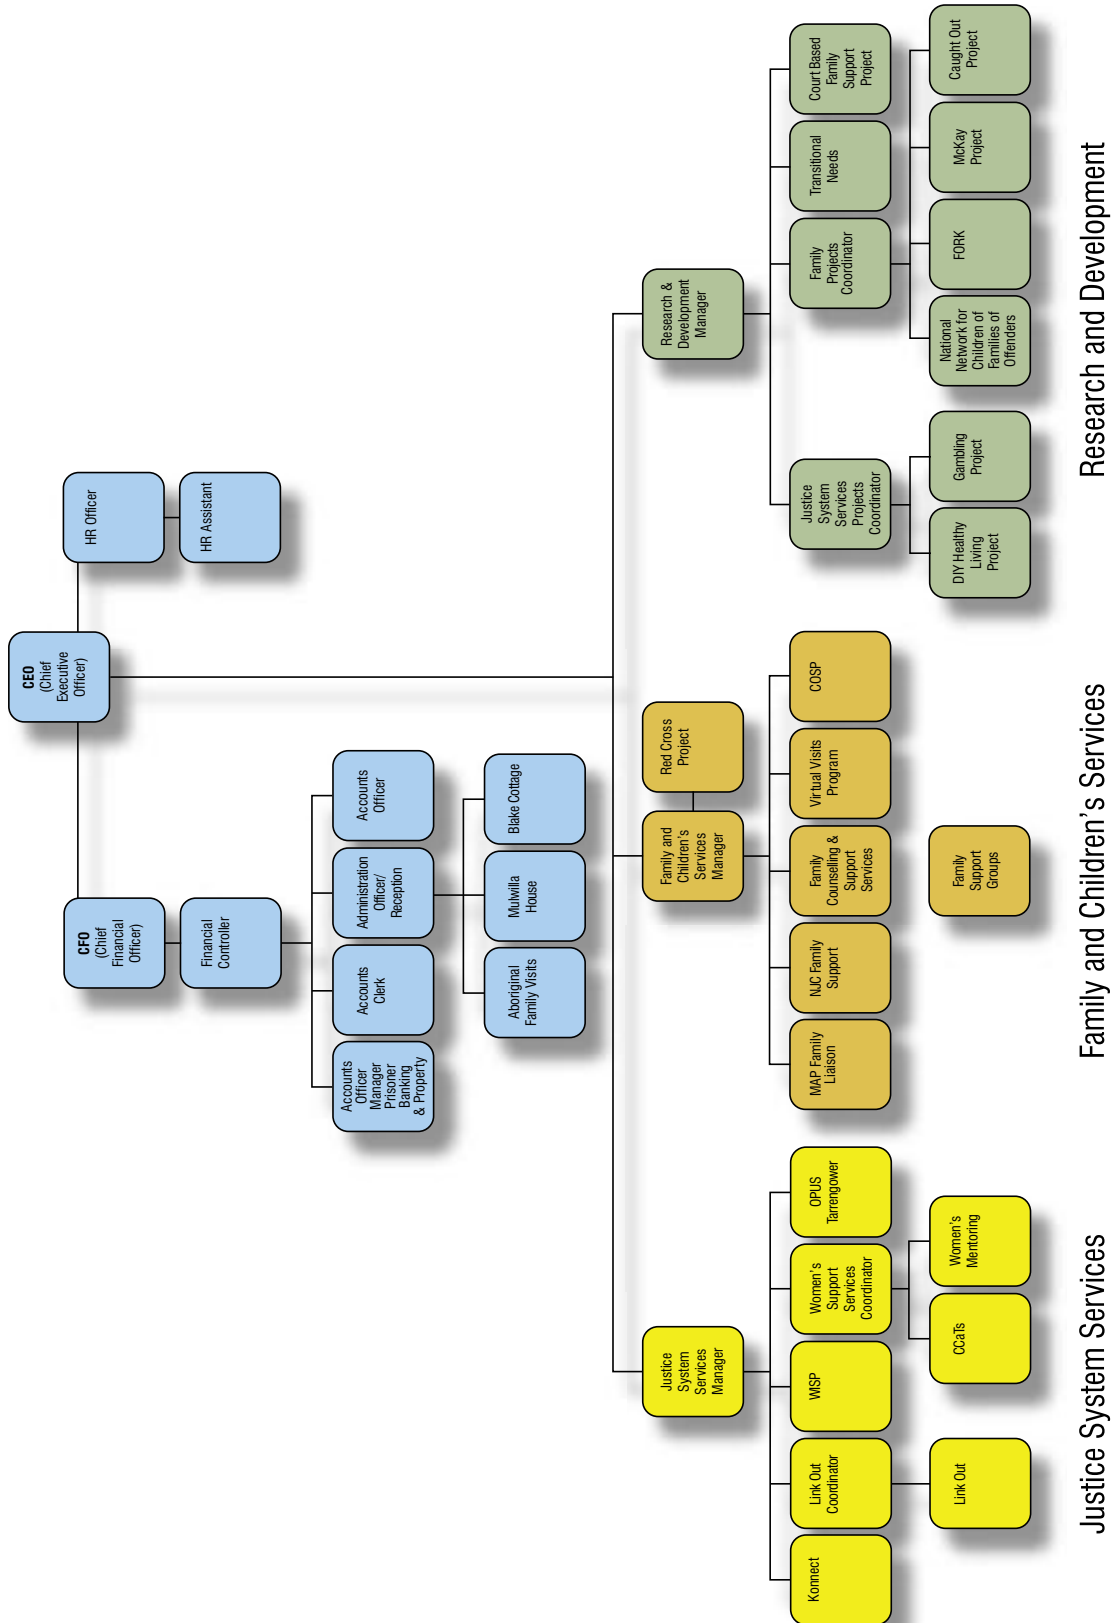 CEO
(Chief
Executive
Officer)
CFO
(Chief
Financial
Officer)
HR Officer
Financial
Controller
HR Assistant
Accounts
Officer
Manager
Prisoner
Banking
& Property
Accounts
Clerk
Administration
Officer/
Reception
Accounts
Officer
Aboriginal
Family Visits
Mulwilla
House
Blake Cottage
Justice
System
Services
Manager
Family and
Children's
Services
Manager
Red Cross
Project
Research &
Development
Manager
Konnect
Link Out
Coordinator
WISP
Women's
Support
Services
Coordinator
OPUS
Tarrengower
MAP Family
Liaison
NJC Family
Support
Family
Counselling &
Support
Services
Virtual Visits
Program
COSP
Justice
System
Services
Projects
Coordinator
Family
Projects
Coordinator
Transitional
Needs
Court Based
Family
Support
Project
Link Out
CCaTs
Women's
Mentoring
Family
Support
Groups
DIY Healthy
Living
Project
Gambling
Project
National
Network for
Children of
Families of
Offenders
FORK
McKay
Project
Caught Out
Project
Justice System Services
Family and Children's Services
Research and Development